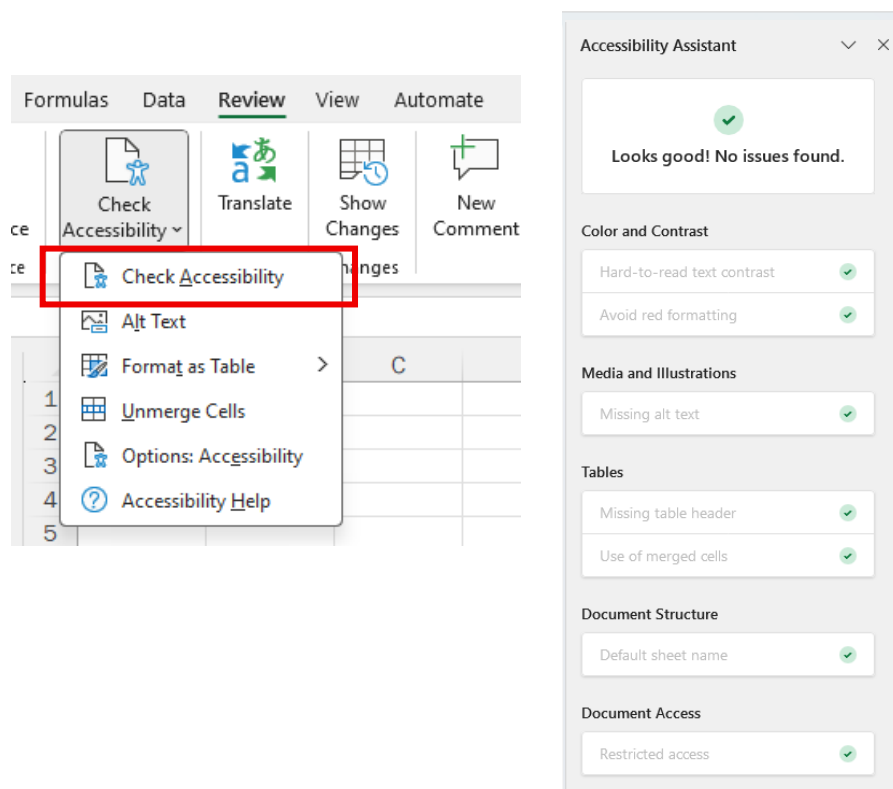 Formulas Data Review View Automate
Check Accessibility
Translate
Show Changes
New Comment
ce
ce
Check Accessibility
Alt Text
Format as Table
Unmerge Cells
Options: Accessibility
Accessibility Help
C
1
2
3
4
5
Accessibility Assistant
Looks good! No issues found.
Color and Contrast
Hard-to-read text contrast
Avoid red formatting
Media and Illustrations
Missing alt text
Tables
Missing table header
Use of merged cells
Document Structure
Default sheet name
Document Access
Restricted access